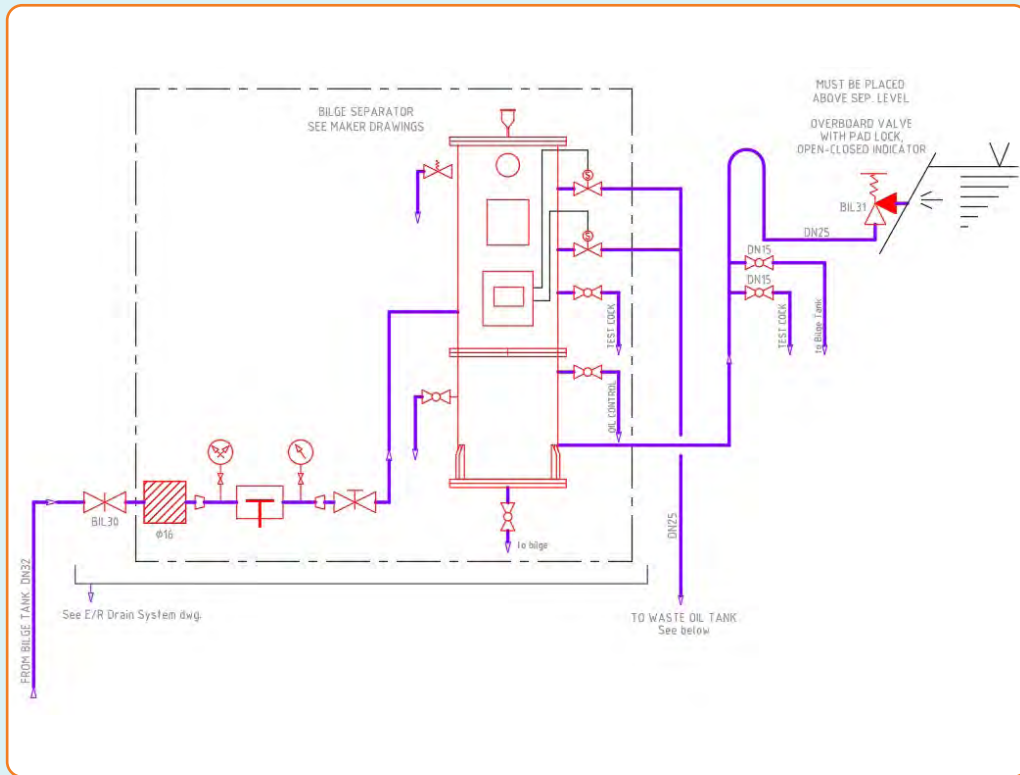 MUST BE PLACED
ABOVE SEP. LEVEL
OVERBOARD VALVE
WITH PAD LOCK,
OPEN-CLOSED INDICATOR
BILGE SEPARATOR
SEE MAKER DRAWINGS
S
S
BIL31
DN25
DN15
DN15
TEST COCK
TEST COCK
to Bilge Tank
OIL CONTROL
BIL30
φ16
To bilge
DN25
FROM BILGE TANK DN32
See E/R Drain System dwg.
TO WASTE OIL TANK
See below